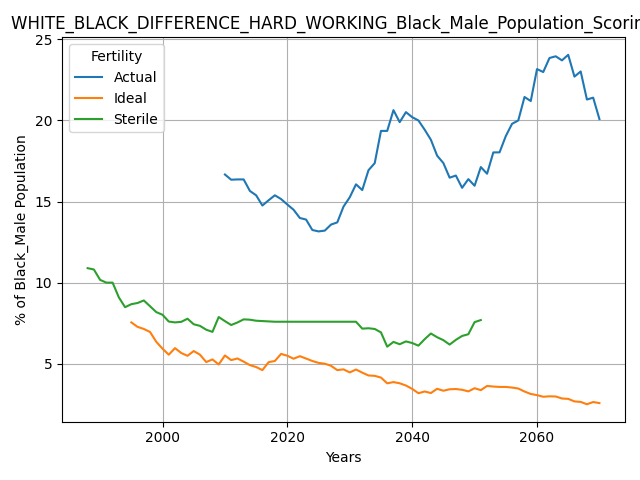 WHITE_BLACK_DIFFERENCE_HARD_WORKING_Black_Male_Population_Scorin
Fertility
Actual
Ideal
Sterile
25
20
15
10
5
% of Black_Male Population
2000 2020 2040 2060
Years